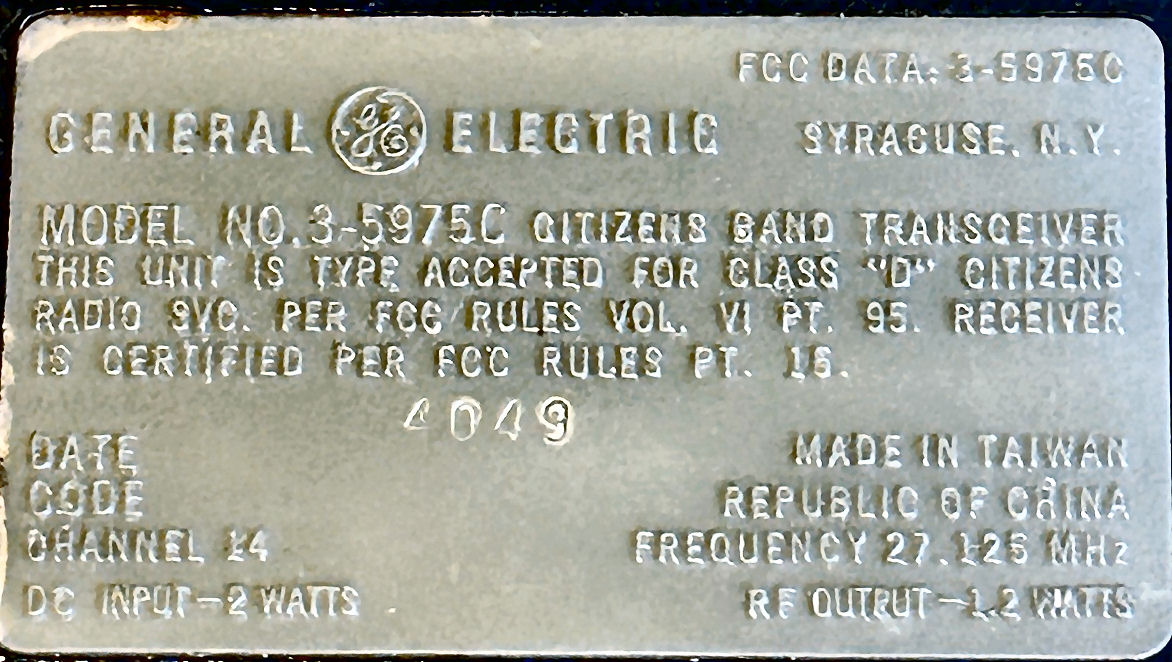 FCC DATA: 3-5975C
GENERAL GE ELECTRIC SYRACUSE, N.Y.
MODEL NO. 3-5975C CITIZENS BAND TRANSCEIVER
THIS UNIT IS TYPE ACCEPTED FOR CLASS "D" CITIZENS
RADIO SVC. PER FCC RULES VOL. VI PT. 95. RECEIVER
IS CERTIFIED PER FCC RULES PT. 15.
4049
DATE MADE IN TAIWAN
CODE REPUBLIC OF CHINA
CHANNEL 14 FREQUENCY 27.125 MHz
DC INPUT-2 WATTS RF OUTPUT-1.2 WATTS